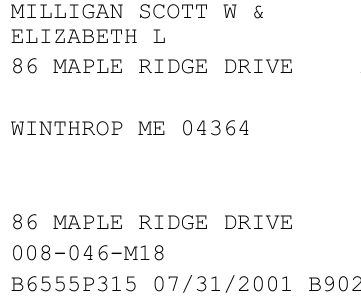 MILLIGAN SCOTT W &
ELIZABETH L
86 MAPLE RIDGE DRIVE
WINTHROP ME 04364
86 MAPLE RIDGE DRIVE
008-046-M18
B6555P315 07/31/2001 B902